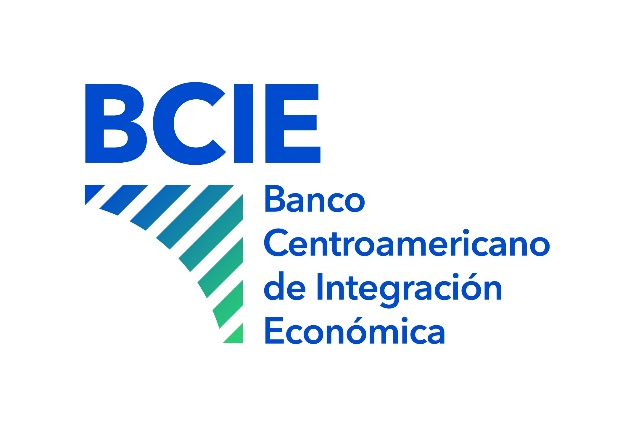 BCIE
Banco
Centroamericano
de Integración
Económica